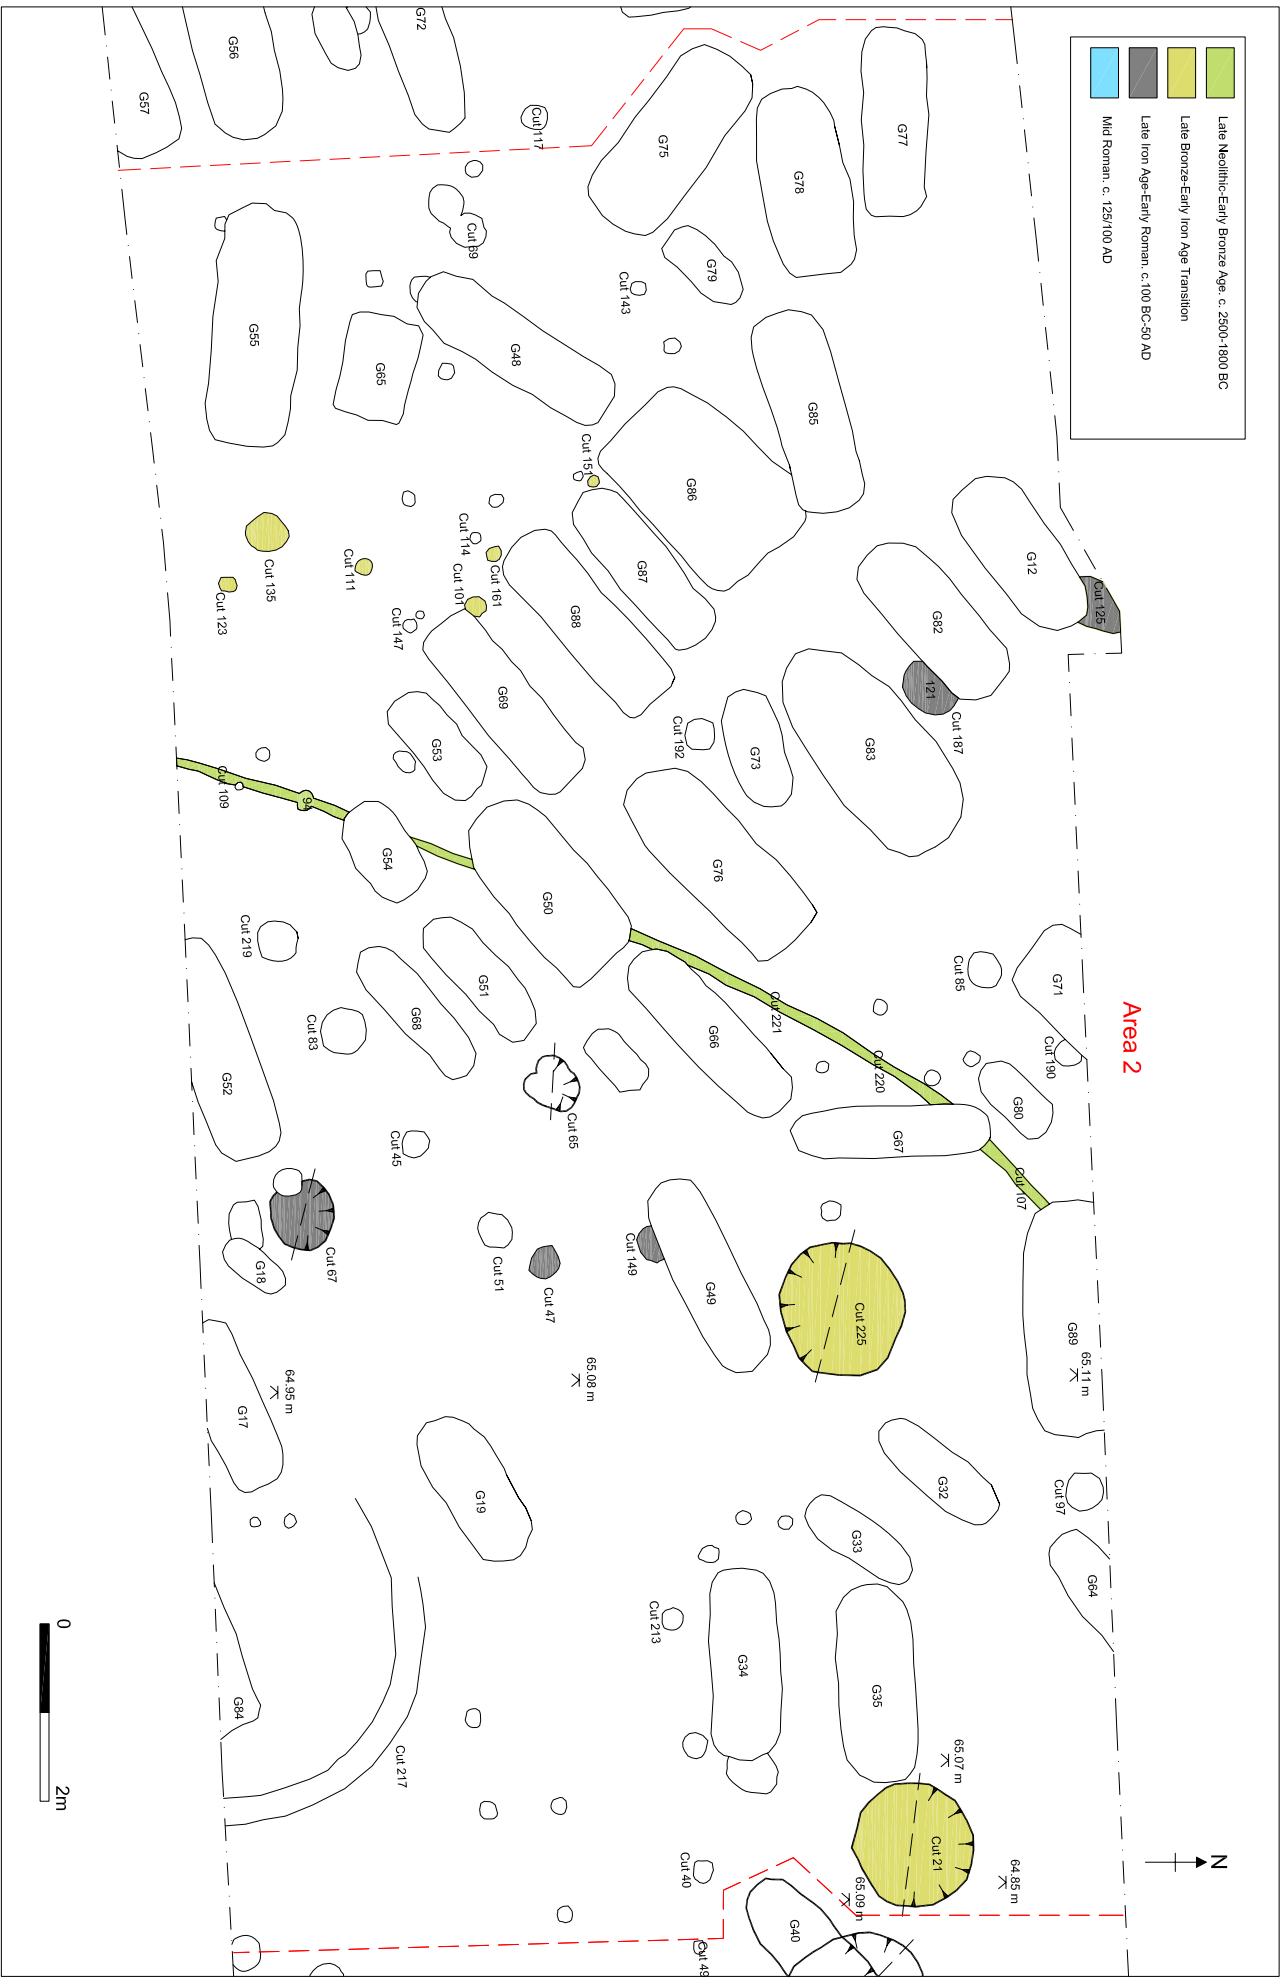 Late Neolithic-Early Bronze Age. c. 2500-1800 BC
Late Bronze-Early Iron Age Transition
Late Iron Age-Early Roman. c.100 BC-50 AD
Mid Roman. c. 125/100 AD
Area 2
N
0
2m
G77
G78
G75
G72
G56
G57
Cut 117
Cut 69
G79
Cut 143
G55
G65
G48
G85
G86
Cut 151
G87
G88
G12
Cut 125
G82
121
Cut 187
G83
Cut 135
Cut 123
Cut 111
Cut 114
Cut 161
Cut 101
Cut 147
G69
G53
Cut 192
G73
G76
Cut 109
94
G54
G50
Cut 219
Cut 83
G68
G51
G52
G66
Cut 221
Cut 220
Cut 85
G71
Cut 190
G80
G67
Cut 107
Cut 65
Cut 45
Cut 67
G18
Cut 51
Cut 47
Cut 149
G49
Cut 225
G89
65.11 m
65.08 m
64.95 m
G17
G19
G32
G33
Cut 97
G64
G34
G35
Cut 213
G84
Cut 217
65.07 m
Cut 21
64.85 m
65.09 m
Cut 40
G40
Cut 49